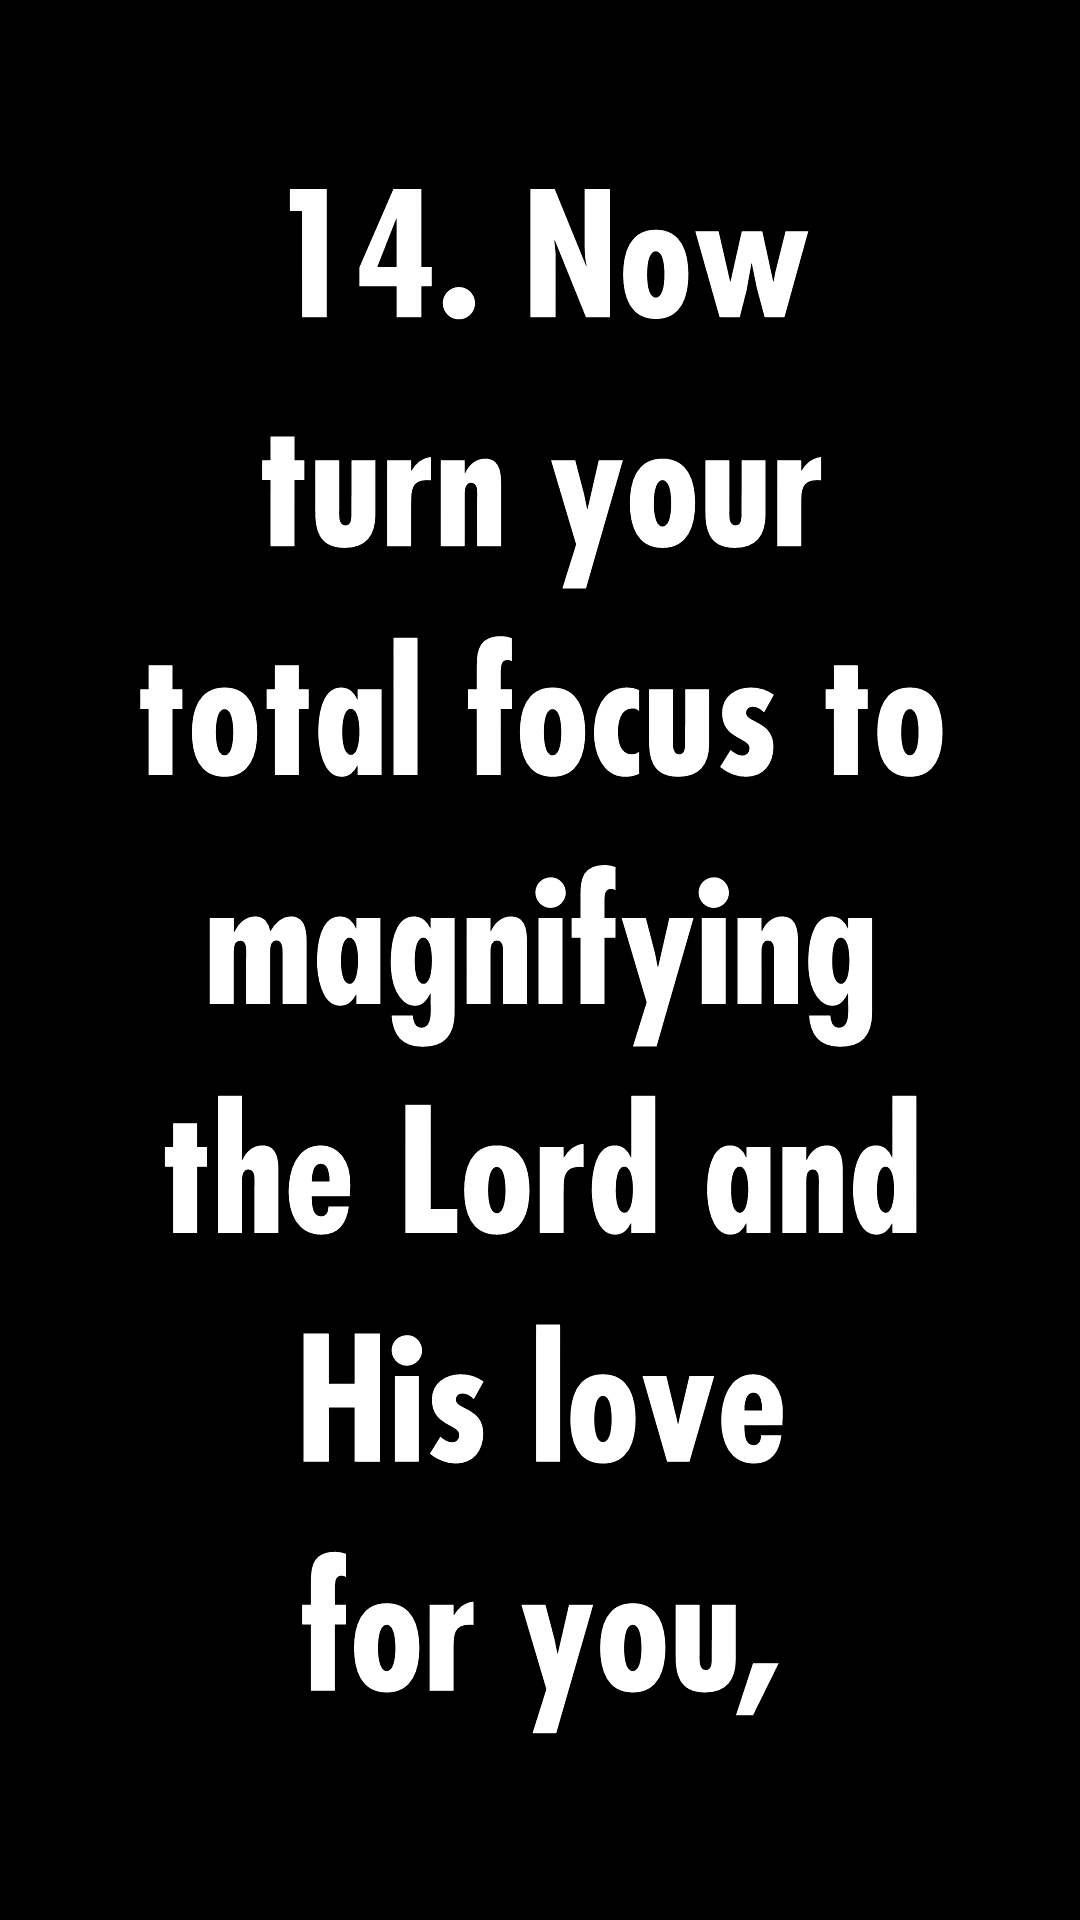 14. Now
turn your
total focus to
magnifying
the Lord and
His love
for you,